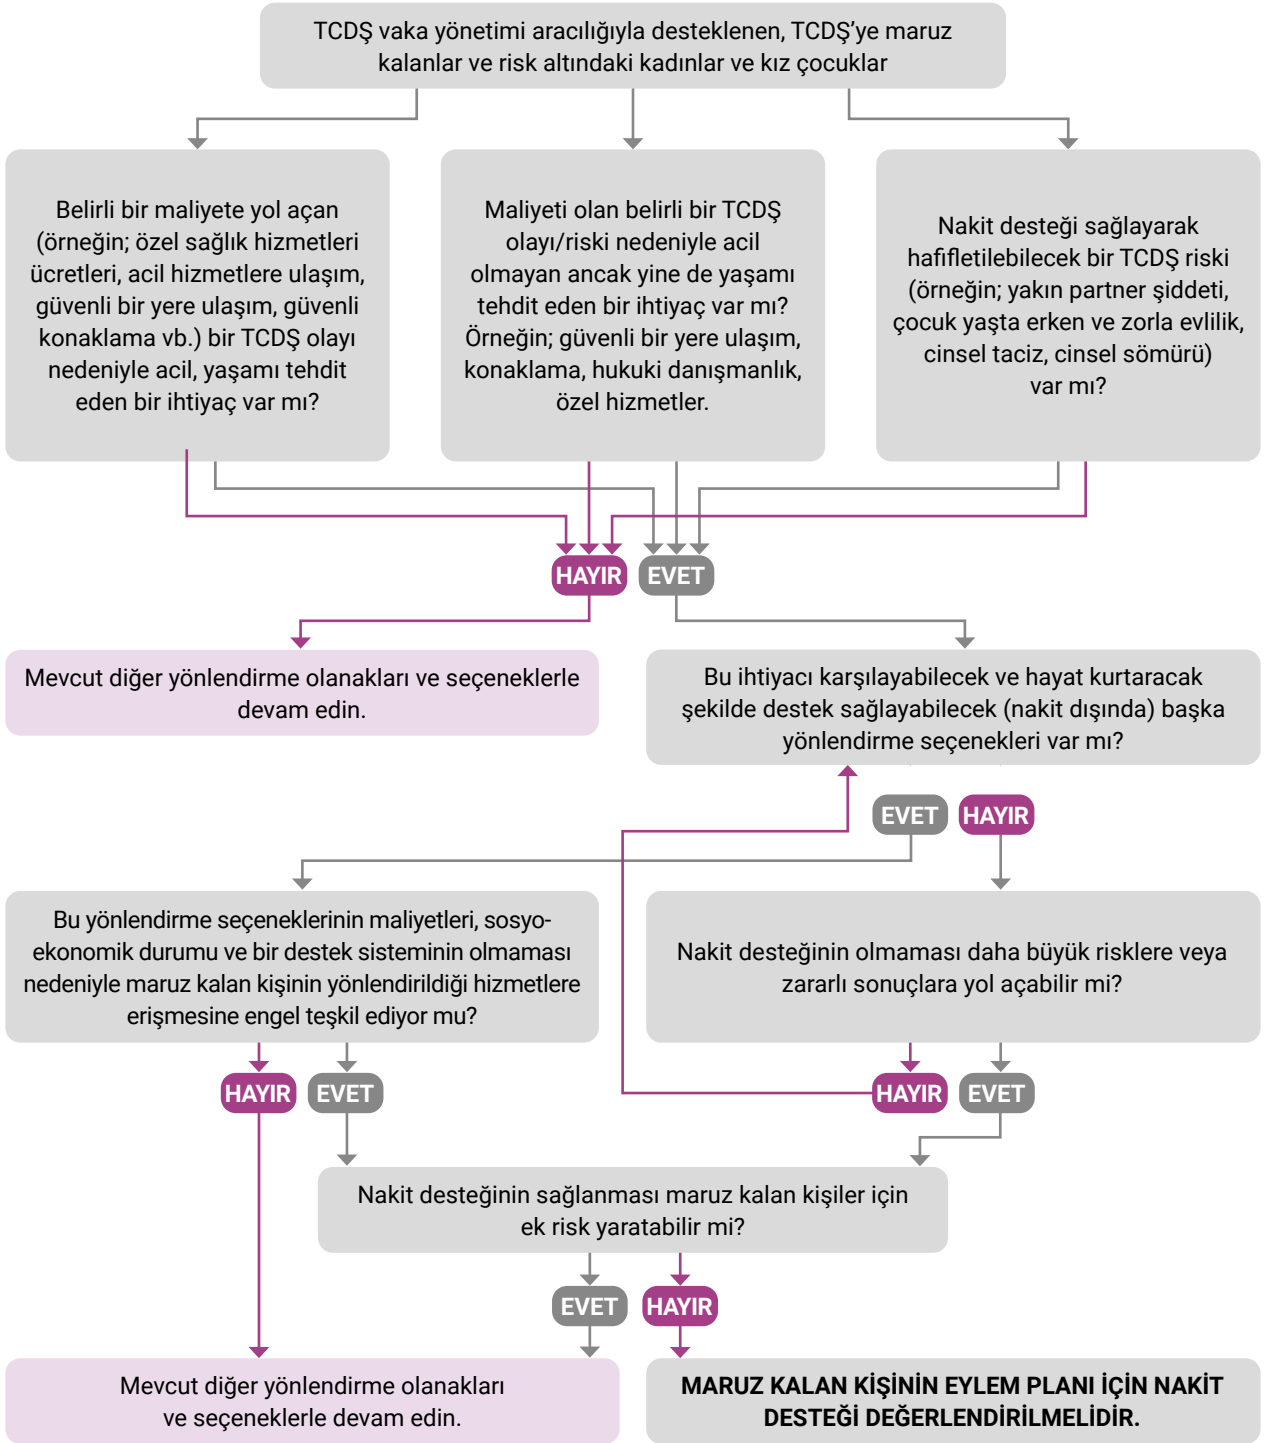 TCDŞ vaka yönetimi aracılığıyla desteklenen, TCDŞ’ye maruz
kalanlar ve risk altındaki kadınlar ve kız çocuklar
Belirli bir maliyete yol açan
(örneğin; özel sağlık hizmetleri
ücretleri, acil hizmetlere ulaşım,
güvenli bir yere ulaşım, güvenli
konaklama vb.) bir TCDŞ olayı
nedeniyle acil, yaşamı tehdit
eden bir ihtiyaç var mı?
Maliyeti olan belirli bir TCDŞ
olayı/riski nedeniyle acil
olmayan ancak yine de yaşamı
tehdit eden bir ihtiyaç var mı?
Örneğin; güvenli bir yere ulaşım,
konaklama, hukuki danışmanlık,
özel hizmetler.
Nakit desteği sağlayarak
hafifletilebilecek bir TCDŞ riski
(örneğin; yakın partner şiddeti,
çocuk yaşta erken ve zorla evlilik,
cinsel taciz, cinsel sömürü)
var mı?
HAYIR
EVET
Mevcut diğer yönlendirme olanakları ve seçeneklerle
devam edin.
Bu ihtiyacı karşılayabilecek ve hayat kurtaracak
şekilde destek sağlayabilecek (nakit dışında) başka
yönlendirme seçenekleri var mı?
EVET
HAYIR
Bu yönlendirme seçeneklerinin maliyetleri, sosyo-
ekonomik durumu ve bir destek sisteminin olmaması
nedeniyle maruz kalan kişinin yönlendirildiği hizmetlere
erişmesine engel teşkil ediyor mu?
Nakit desteğinin olmaması daha büyük risklere veya
zararlı sonuçlara yol açabilir mi?
HAYIR
EVET
HAYIR
EVET
Nakit desteğinin sağlanması maruz kalan kişiler için
ek risk yaratabilir mi?
EVET
HAYIR
Mevcut diğer yönlendirme olanakları
ve seçeneklerle devam edin.
MARUZ KALAN KİŞİNİN EYLEM PLANI İÇİN NAKİT
DESTEĞİ DEĞERLENDİRİLMELİDİR.